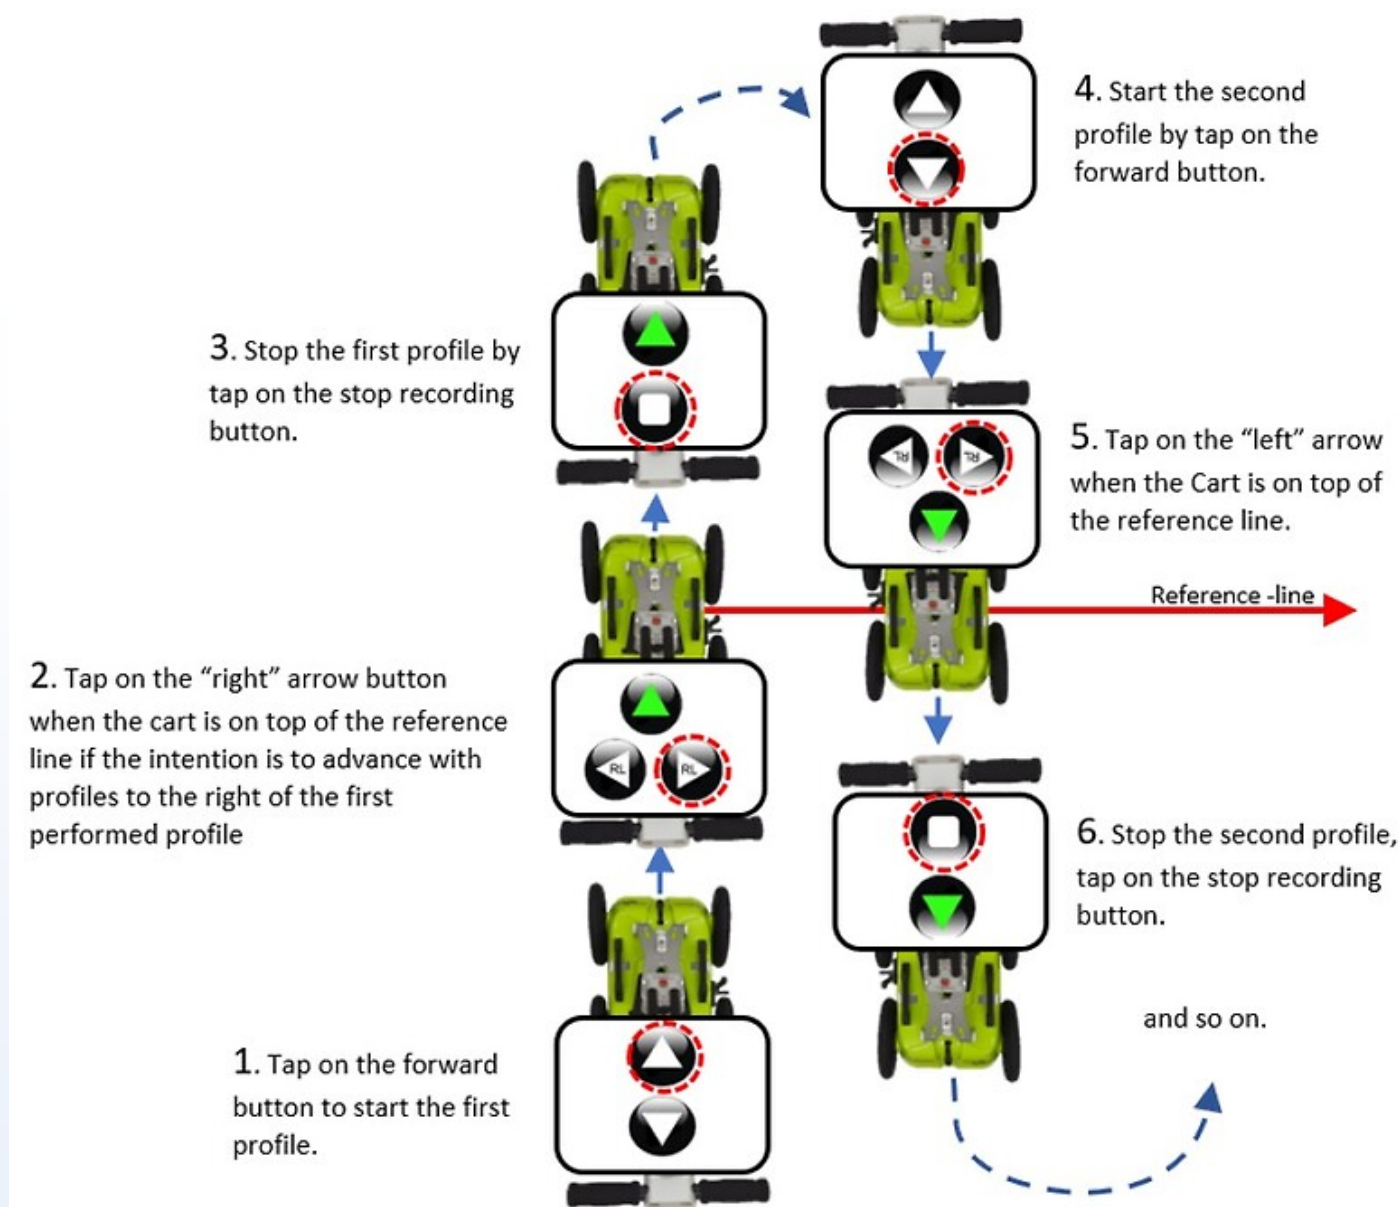 4. Start the second
profile by tap on the
forward button.
3. Stop the first profile by
tap on the stop recording
button.
RL
RL
5. Tap on the “left” arrow
when the Cart is on top of
the reference line.
Reference -line
2. Tap on the “right” arrow button
when the cart is on top of the reference
line if the intention is to advance with
profiles to the right of the first
performed profile
RL
RL
6. Stop the second profile,
tap on the stop recording
button.
and so on.
1. Tap on the forward
button to start the first
profile.